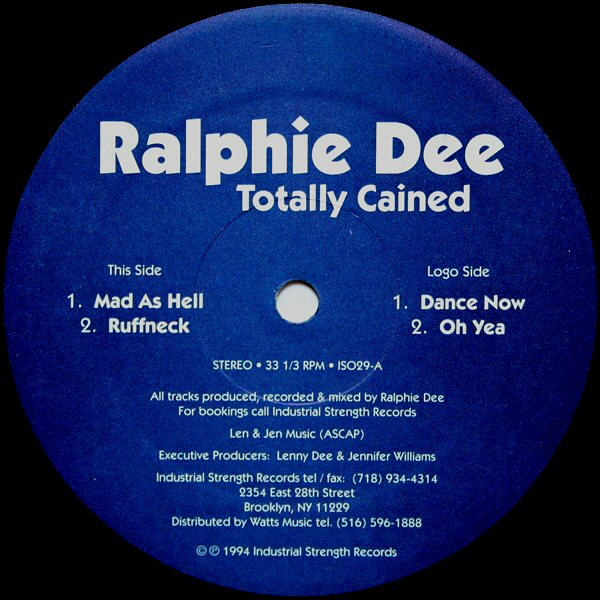 Ralphie Dee
Totally Cained
This Side
1. Mad As Hell
2. Ruffneck
Logo Side
1. Dance Now
2. Oh Yea
STEREO • 33 1/3 RPM • ISO29-A
All tracks produced, recorded & mixed by Ralphie Dee
For bookings call Industrial Strength Records
Len & Jen Music (ASCAP)
Executive Producers: Lenny Dee & Jennifer Williams
Industrial Strength Records tel / fax: (718) 934-4314
2354 East 28th Street
Brooklyn, NY 11229
Distributed by Watts Music tel. (516) 596-1888
© ℗ 1994 Industrial Strength Records